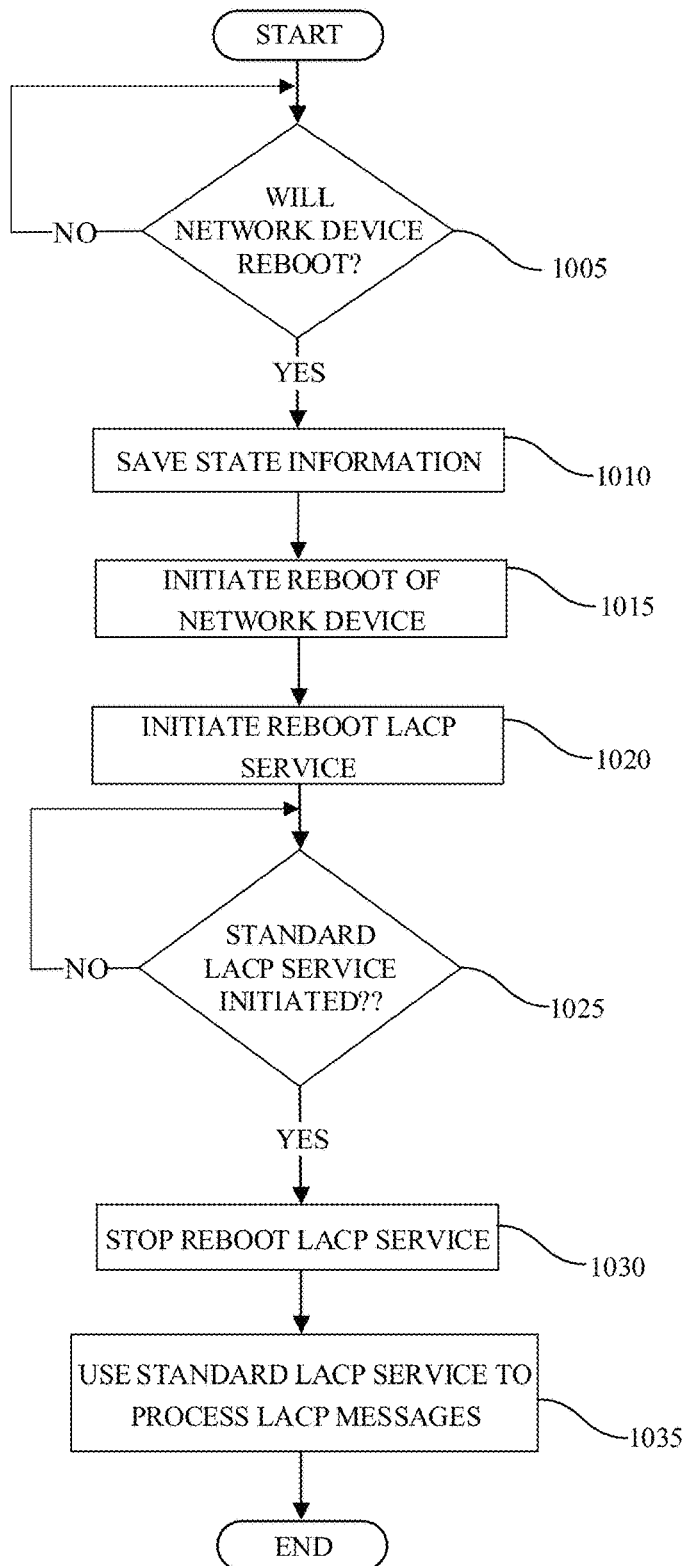 START
WILL
NETWORK DEVICE
REBOOT?
NO
1005
YES
SAVE STATE INFORMATION
1010
INITIATE REBOOT OF
NETWORK DEVICE
1015
INITIATE REBOOT LACP
SERVICE
1020
STANDARD
LACP SERVICE
INITIATED??
NO
1025
YES
STOP REBOOT LACP SERVICE
1030
USE STANDARD LACP SERVICE TO
PROCESS LACP MESSAGES
1035
END